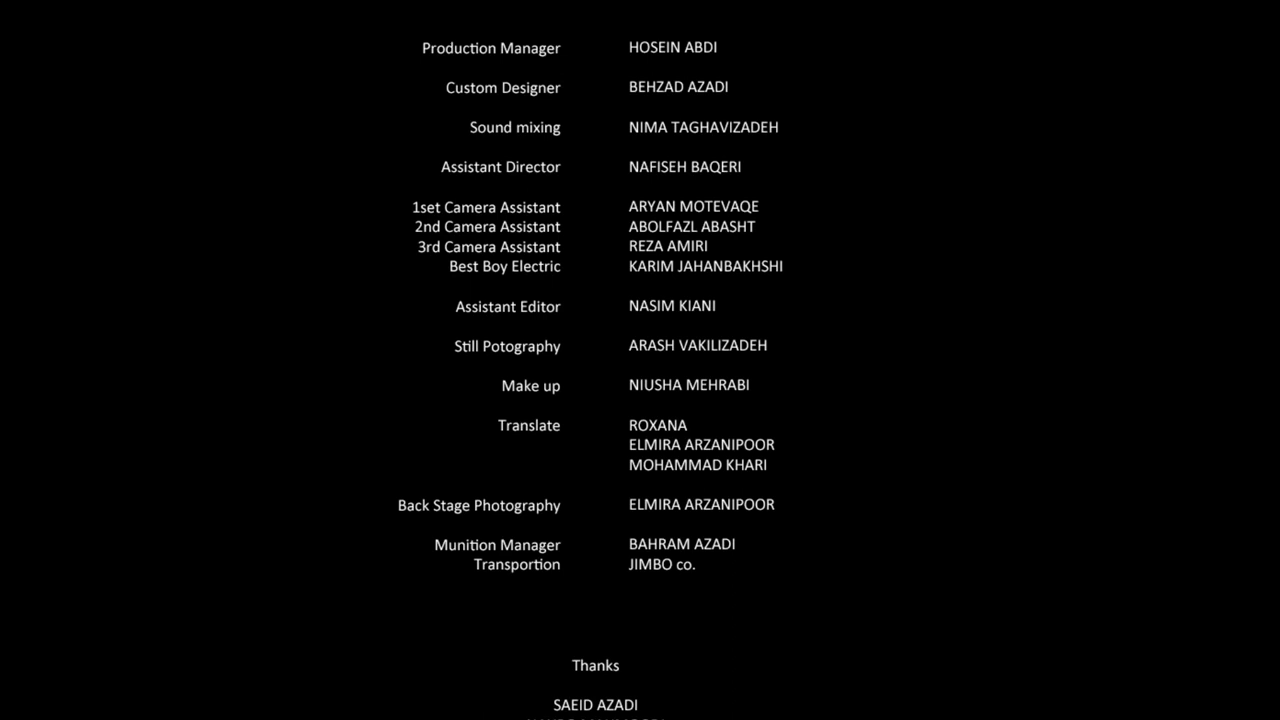 Production Manager HOSEIN ABDI
Custom Designer BEHZAD AZADI
Sound mixing NIMA TAGHAVIZADEH
Assistant Director NAFISEH BAQERI
1set Camera Assistant ARYAN MOTEVAQE
2nd Camera Assistant ABOLFAZL ABASHT
3rd Camera Assistant REZA AMIRI
Best Boy Electric KARIM JAHANBAKHSHI
Assistant Editor NASIM KIANI
Still Potography ARASH VAKILIZADEH
Make up NIUSHA MEHRABI
Translate ROXANA
ELMIRA ARZANIPOOR
MOHAMMAD KHARI
Back Stage Photography ELMIRA ARZANIPOOR
Munition Manager BAHRAM AZADI
Transportion JIMBO co.
Thanks
SAEID AZADI